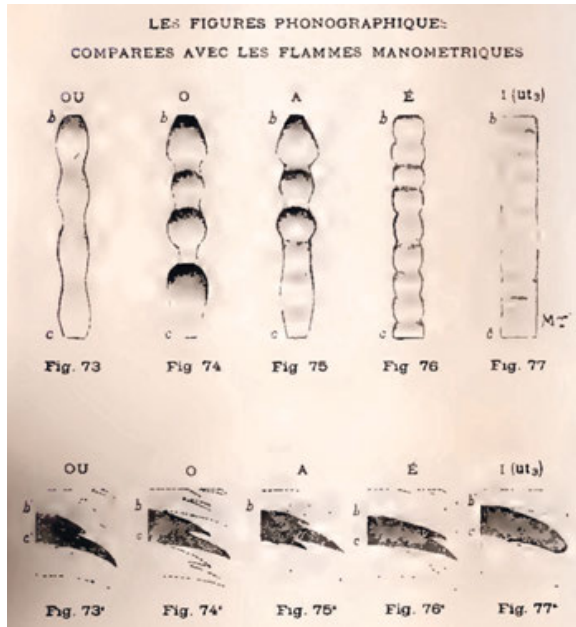 LES FIGURES PHONOGRAPHIQUES
COMPAREES AVEC LES FLAMMES MANOMETRIQUES
OU O A É I (ut3)
b b b b b
c c c c c
Fig. 73 Fig. 74 Fig. 75 Fig. 76 Fig. 77
OU O A É I (ut3)
b' b b b b
c' c c c c
Fig. 73* Fig. 74* Fig. 75* Fig. 76* Fig. 77*